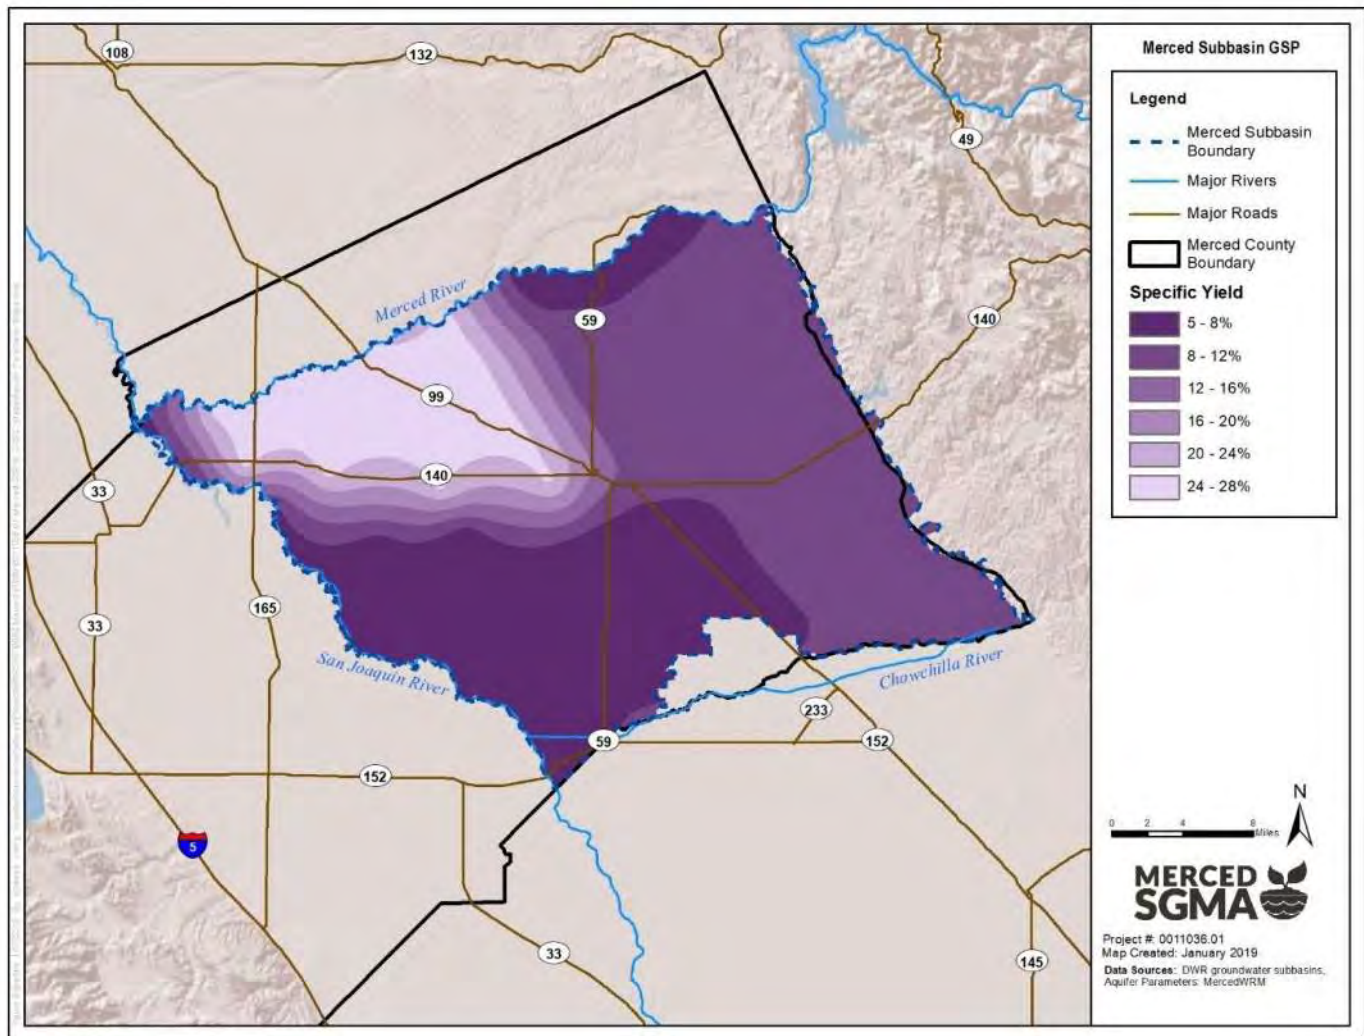 Merced Subbasin GSP
Legend
Merced Subbasin
Boundary
Major Rivers
Major Roads
Merced County
Boundary
Specific Yield
5 - 8%
8 - 12%
12 - 16%
16 - 20%
20 - 24%
24 - 28%
108
132
49
Merced River
59
140
99
140
33
165
33
San Joaquin River
Chowchilla River
233
59
152
152
5
33
145
N
0 2 4 8
Miles
MERCED
SGMA
Project #: 0011036.01
Map Created: January 2019
Data Sources: DWR groundwater subbasins,
Aquifer Parameters: MercedWRM